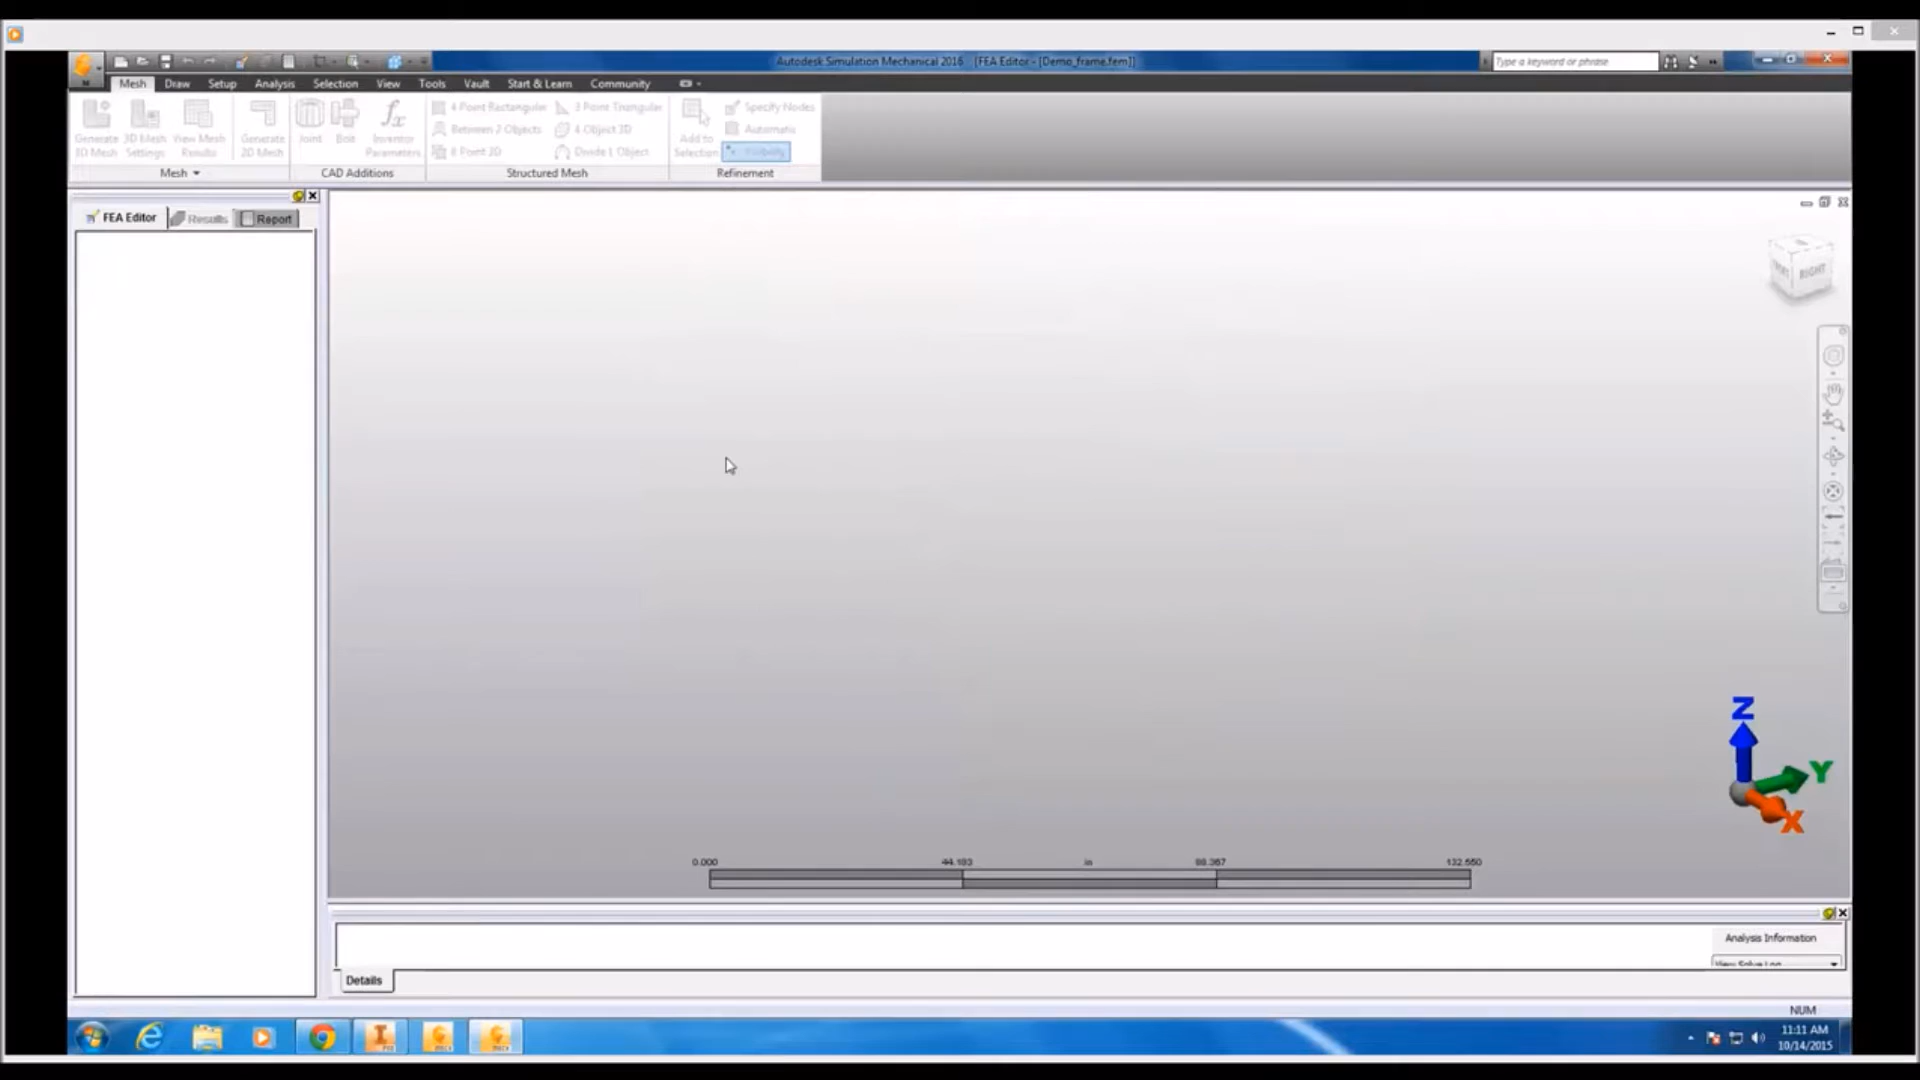 Autodesk Simulation Mechanical 2016 [FEA Editor - [Demo_frame.fem]]
Type a keyword or phrase
Mesh Draw Setup Analysis Selection View Tools Vault Start & Learn Community
Generate 3D Mesh
3D Mesh Settings
View Mesh Results
Generate 2D Mesh
Joint
Bolt
Inventor Parameters
4 Point Rectangular
Between 2 Objects
8 Point 3D
3 Point Triangular
4 Object 3D
Divide 1 Object
Add to Selection
Specify Nodes
Automatic
Visibility
Mesh
CAD Additions
Structured Mesh
Refinement
FEA Editor
Results
Report
RIGHT
Z
Y
X
0.000 44.183 in 88.367 132.550
Analysis Information
View Solve Log
Details
NUM
11:11 AM
10/14/2015